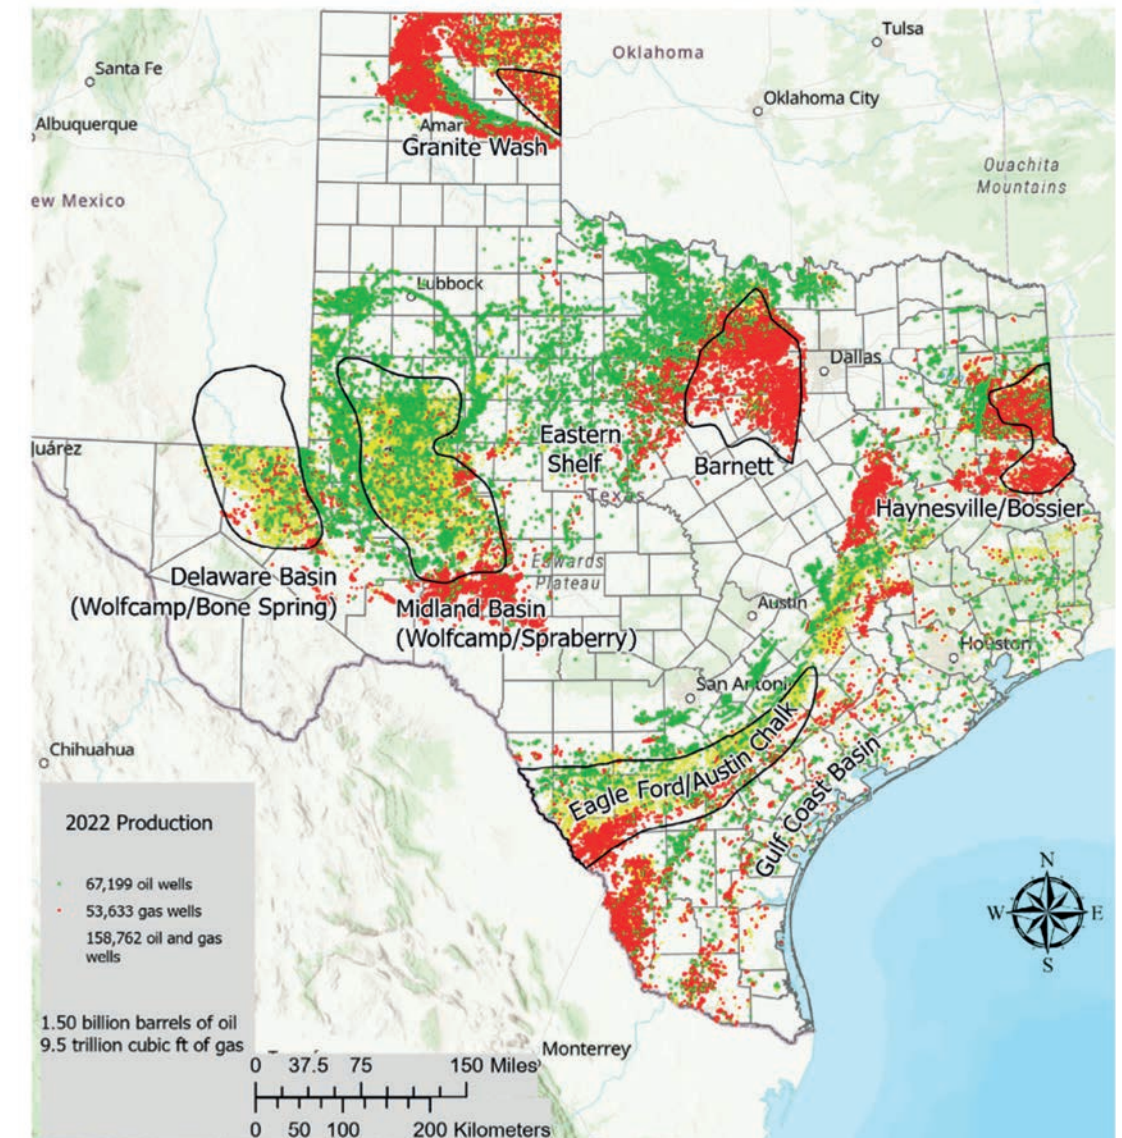 Tulsa
Oklahoma
Santa Fe
Oklahoma City
Albuquerque
Amar
Granite Wash
Ouachita
Mountains
ew Mexico
Lubbock
Dallas
Juárez
Eastern
Shelf
Barnett
Texas
Haynesville/Bossier
Edwards
Plateau
Delaware Basin
(Wolfcamp/Bone Spring)
Midland Basin
(Wolfcamp/Spraberry)
Austin
Houston
San Antoni
Eagle Ford/Austin Chalk
Gulf Coast Basin
Chihuahua
2022 Production
67,199 oil wells
53,633 gas wells
158,762 oil and gas
wells
1.50 billion barrels of oil
9.5 trillion cubic ft of gas
N
W E
S
Monterrey
0 37.5 75 150 Miles
0 50 100 200 Kilometers